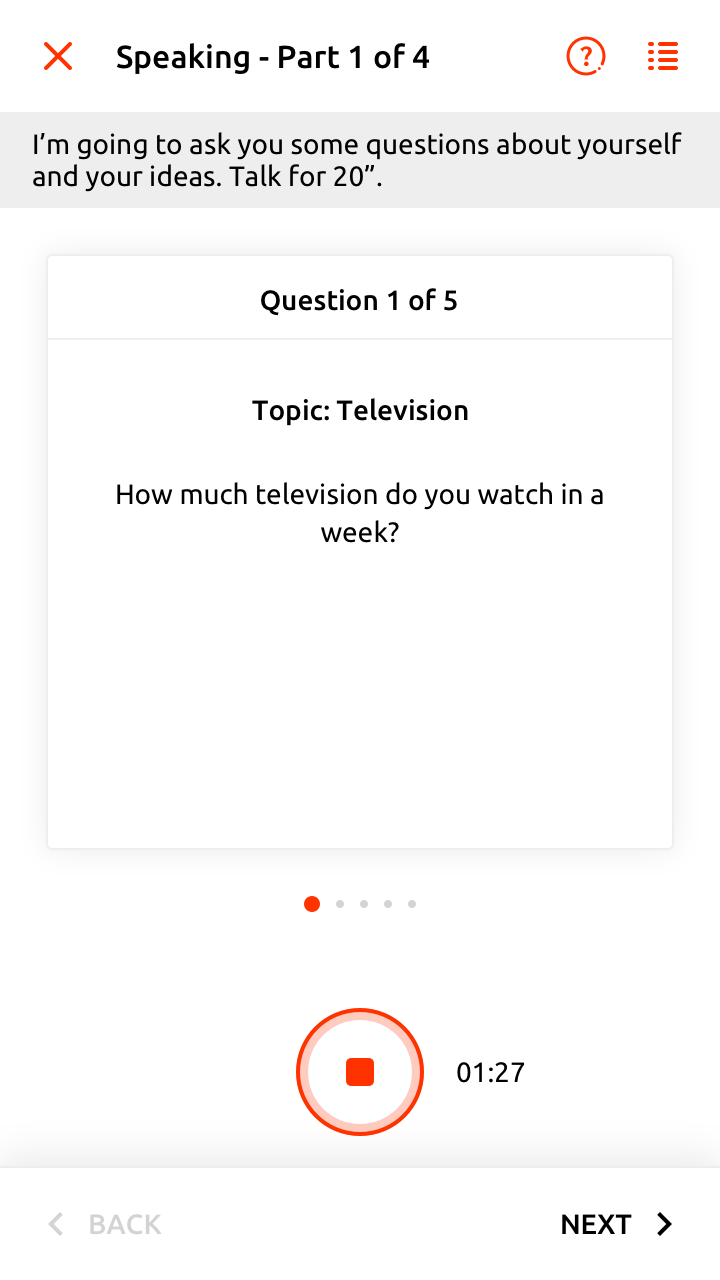 Speaking - Part 1 of 4
?
I’m going to ask you some questions about yourself
and your ideas. Talk for 20”.
Question 1 of 5
Topic: Television
How much television do you watch in a
week?
01:27
BACK
NEXT